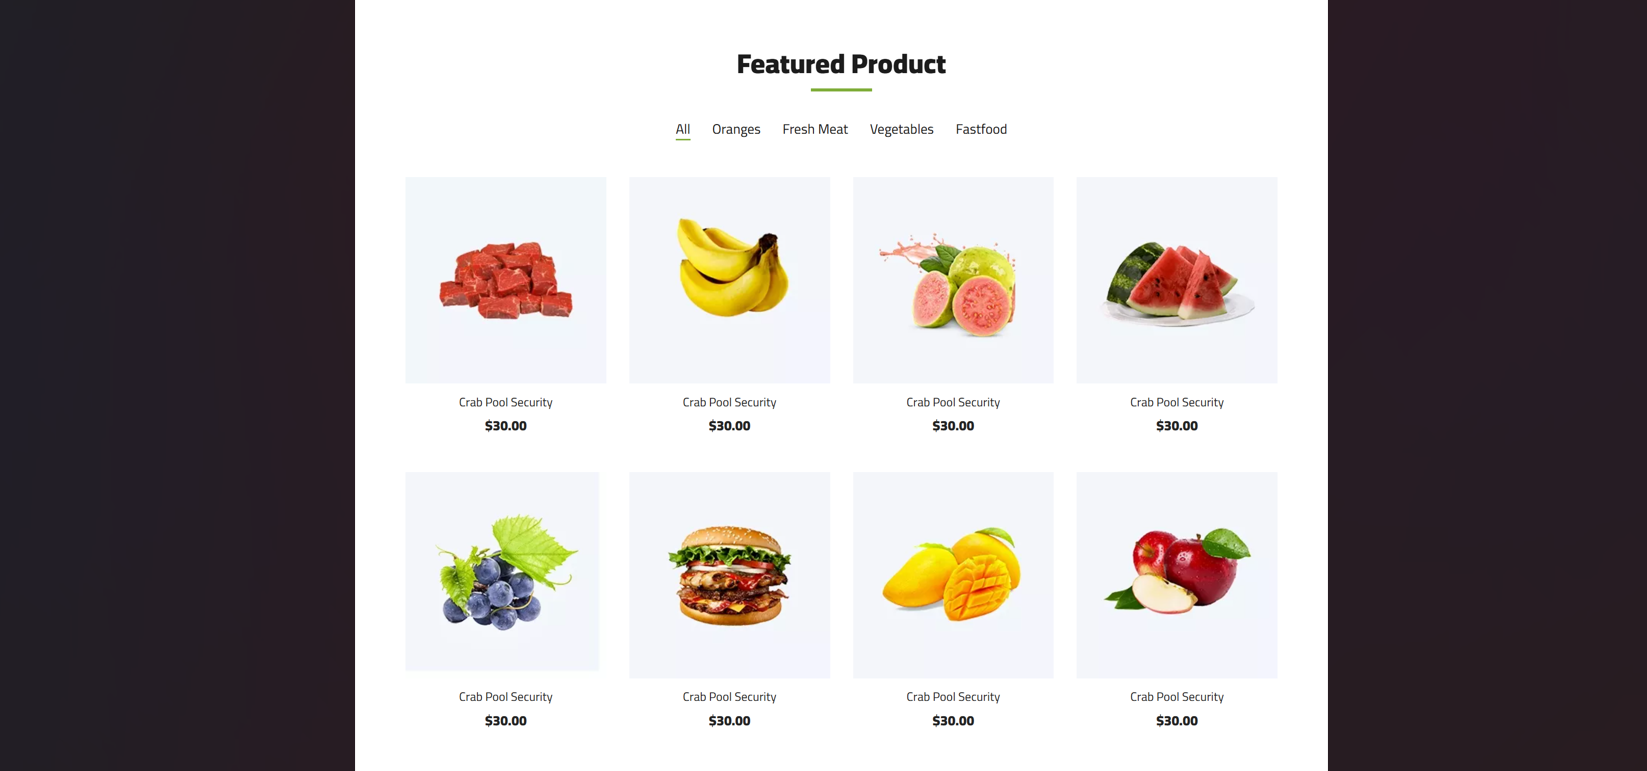 Featured Product
All Oranges Fresh Meat Vegetables Fastfood
Crab Pool Security Crab Pool Security Crab Pool Security Crab Pool Security
$30.00 $30.00 $30.00 $30.00
Crab Pool Security Crab Pool Security Crab Pool Security Crab Pool Security
$30.00 $30.00 $30.00 $30.00